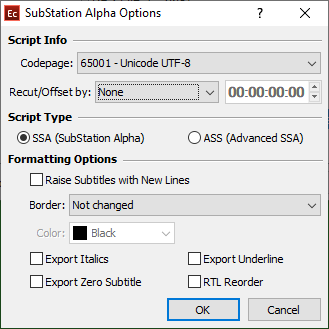 Ec SubStation Alpha Options
Script Info
Codepage: 65001 - Unicode UTF-8
Recut/Offset by: None 00:00:00:00
Script Type
SSA (SubStation Alpha) ASS (Advanced SSA)
Formatting Options
Raise Subtitles with New Lines
Border: Not changed
Color: Black
Export Italics Export Underline
Export Zero Subtitle RTL Reorder
OK Cancel